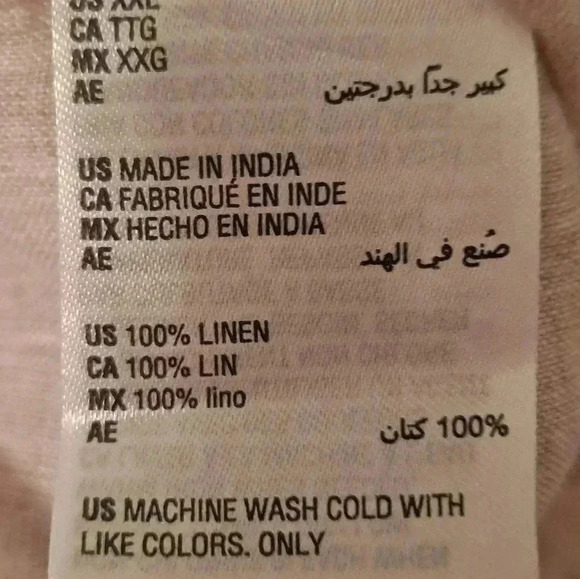 US XXL
CA TTG
MX XXG
AE كبير جداً بدرجتين
US MADE IN INDIA
CA FABRIQUÉ EN INDE
MX HECHO EN INDIA
AE صُنع في الهند
US 100% LINEN
CA 100% LIN
MX 100% lino
AE 100% كتان
US MACHINE WASH COLD WITH
LIKE COLORS. ONLY